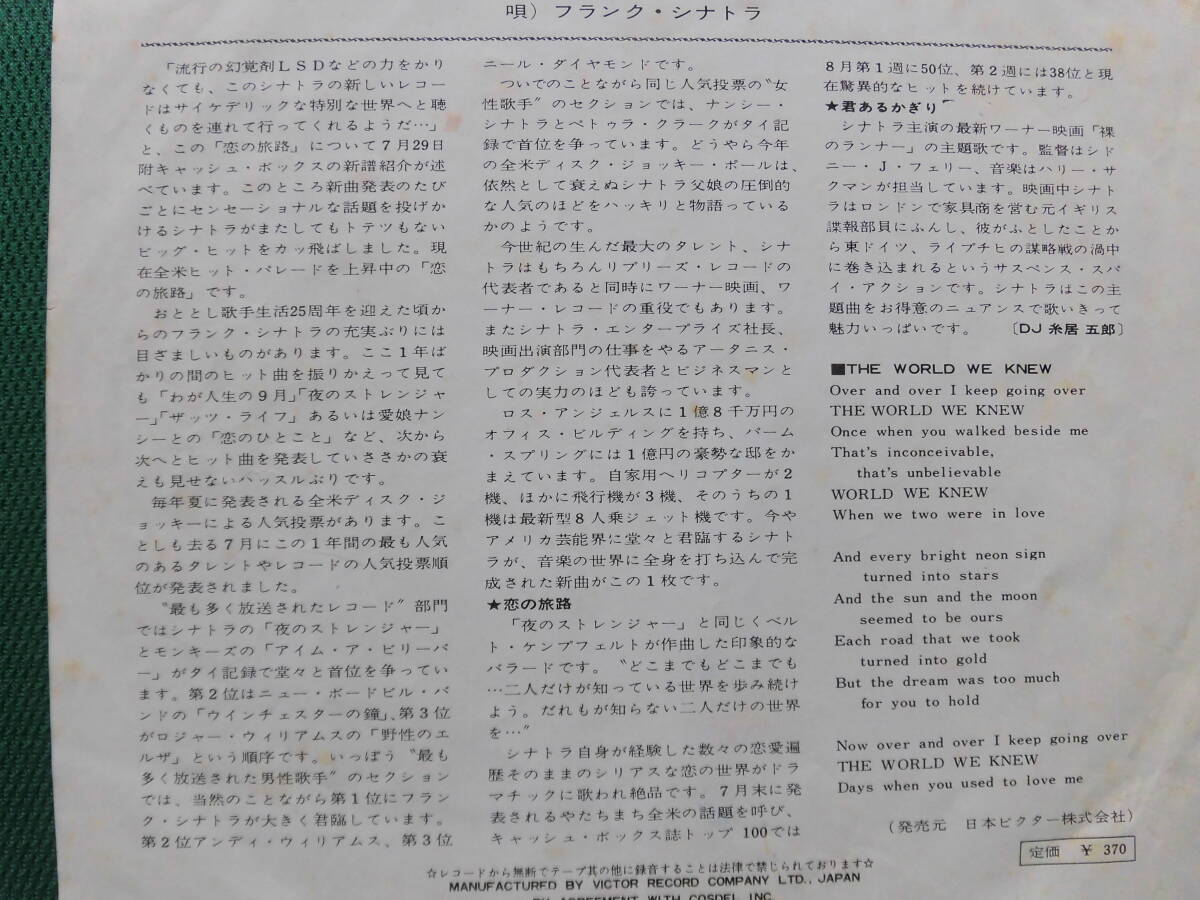 唄）フランク・シナトラ
「流行の幻覚剤ＬＳＤなどの力をかり
なくても、このシナトラの新しいレコー
ドはサイケデリックな特別な世界へと聴
くものを連れて行ってくれるようだ…」
と、この「恋の旅路」について７月29日
附キャッシュ・ボックスの新譜紹介が述
べています。このところ新曲発表のたび
ごとにセンセーショナルな話題を投げか
けるシナトラがまたしてもトテツもない
ビッグ・ヒットをカッ飛ばしました。現
在全米ヒット・パレードを上昇中の「恋
の旅路」です。
おととし歌手生活25周年を迎えた頃か
らのフランク・シナトラの充実ぶりには
目ざましいものがあります。ここ１年ば
かりの間のヒット曲を振りかえって見て
も「わが人生の９月」「夜のストレンジャ
ー」「ザッツ・ライフ」あるいは愛娘ナン
シーとの「恋のひとこと」など、次から
次へとヒット曲を発表していささかの衰
えも見せないハッスルぶりです。
毎年夏に発表される全米ディスク・ジ
ョッキーによる人気投票があります。こ
としも去る７月にこの１年間の最も人気
のあるタレントやレコードの人気投票順
位が発表されました。
〝最も多く放送されたレコード〟部門
ではシナトラの「夜のストレンジャー」
とモンキーズの「アイム・ア・ビリーバ
ー」がタイ記録で堂々と首位を争ってい
ます。第２位はニュー・ボードビル・バ
ンドの「ウインチェスターの鐘」、第３位
がロジャー・ウィリアムスの「野性のエ
ルザ」という順序です。いっぽう〝最も
多く放送された男性歌手〟のセクション
では、当然のことながら第１位にフラン
ク・シナトラが大きく君臨しています。
第２位アンディ・ウィリアムス、第３位
ニール・ダイヤモンドです。
ついでのことながら同じ人気投票の〝女
性歌手〟のセクションでは、ナンシー・
シナトラとペトゥラ・クラークがタイ記
録で首位を争っています。どうやら今年
の全米ディスク・ジョッキー・ポールは、
依然として衰えぬシナトラ父娘の圧倒的
な人気のほどをハッキリと物語っている
かのようです。
今世紀の生んだ最大のタレント、シナ
トラはもちろんリプリーズ・レコードの
代表者であると同時にワーナー映画、ワ
ーナー・レコードの重役でもあります。
またシナトラ・エンタープライズ社長、
映画出演部門の仕事をやるアータニス・
プロダクション代表者とビジネスマンと
しての実力のほども誇っています。
ロス・アンジェルスに１億８千万円の
オフィス・ビルディングを持ち、パーム
・スプリングには１億円の豪勢な邸をか
まえています。自家用ヘリコプターが２
機、ほかに飛行機が３機、そのうちの１
機は最新型８人乗ジェット機です。今や
アメリカ芸能界に堂々と君臨するシナト
ラが、音楽の世界に全身を打ち込んで完
成された新曲がこの１枚です。
★恋の旅路
「夜のストレンジャー」と同じくベル
ト・ケンプフェルトが作曲した印象的な
バラードです。〝どこまでもどこまでも
…二人だけが知っている世界を歩み続け
よう。だれもが知らない二人だけの世界
を…〟
シナトラ自身が経験した数々の恋愛遍
歴そのままのシリアスな恋の世界がドラ
マチックに歌われ絶品です。７月末に発
表されるやたちまち全米の話題を呼び、
キャッシュ・ボックス誌トップ 100では
８月第１週に50位、第２週には38位と現
在驚異的なヒットを続けています。
★君あるかぎり
シナトラ主演の最新ワーナー映画「裸
のランナー」の主題歌です。監督はシド
ニー・Ｊ・フェリー、音楽はハリー・サ
クマンが担当しています。映画中シナト
ラはロンドンで家具商を営む元イギリス
諜報部員にふんし、彼がふとしたことか
ら東ドイツ、ライプチヒの謀略戦の渦中
に巻き込まれるというサスペンス・スパ
イ・アクションです。シナトラはこの主
題曲をお得意のニュアンスで歌いきって
魅力いっぱいです。 〔DJ 糸居 五郎〕
■THE WORLD WE KNEW
Over and over I keep going over
THE WORLD WE KNEW
Once when you walked beside me
That's inconceivable,
that's unbelievable
WORLD WE KNEW
When we two were in love
And every bright neon sign
turned into stars
And the sun and the moon
seemed to be ours
Each road that we took
turned into gold
But the dream was too much
for you to hold
Now over and over I keep going over
THE WORLD WE KNEW
Days when you used to love me
（発売元 日本ビクター株式会社）
定価 ￥ 370
☆レコードから無断でテープ其の他に録音することは法律で禁じられております☆
MANUFACTURED BY VICTOR RECORD COMPANY LTD., JAPAN
BY AGREEMENT WITH COSDEL INC.